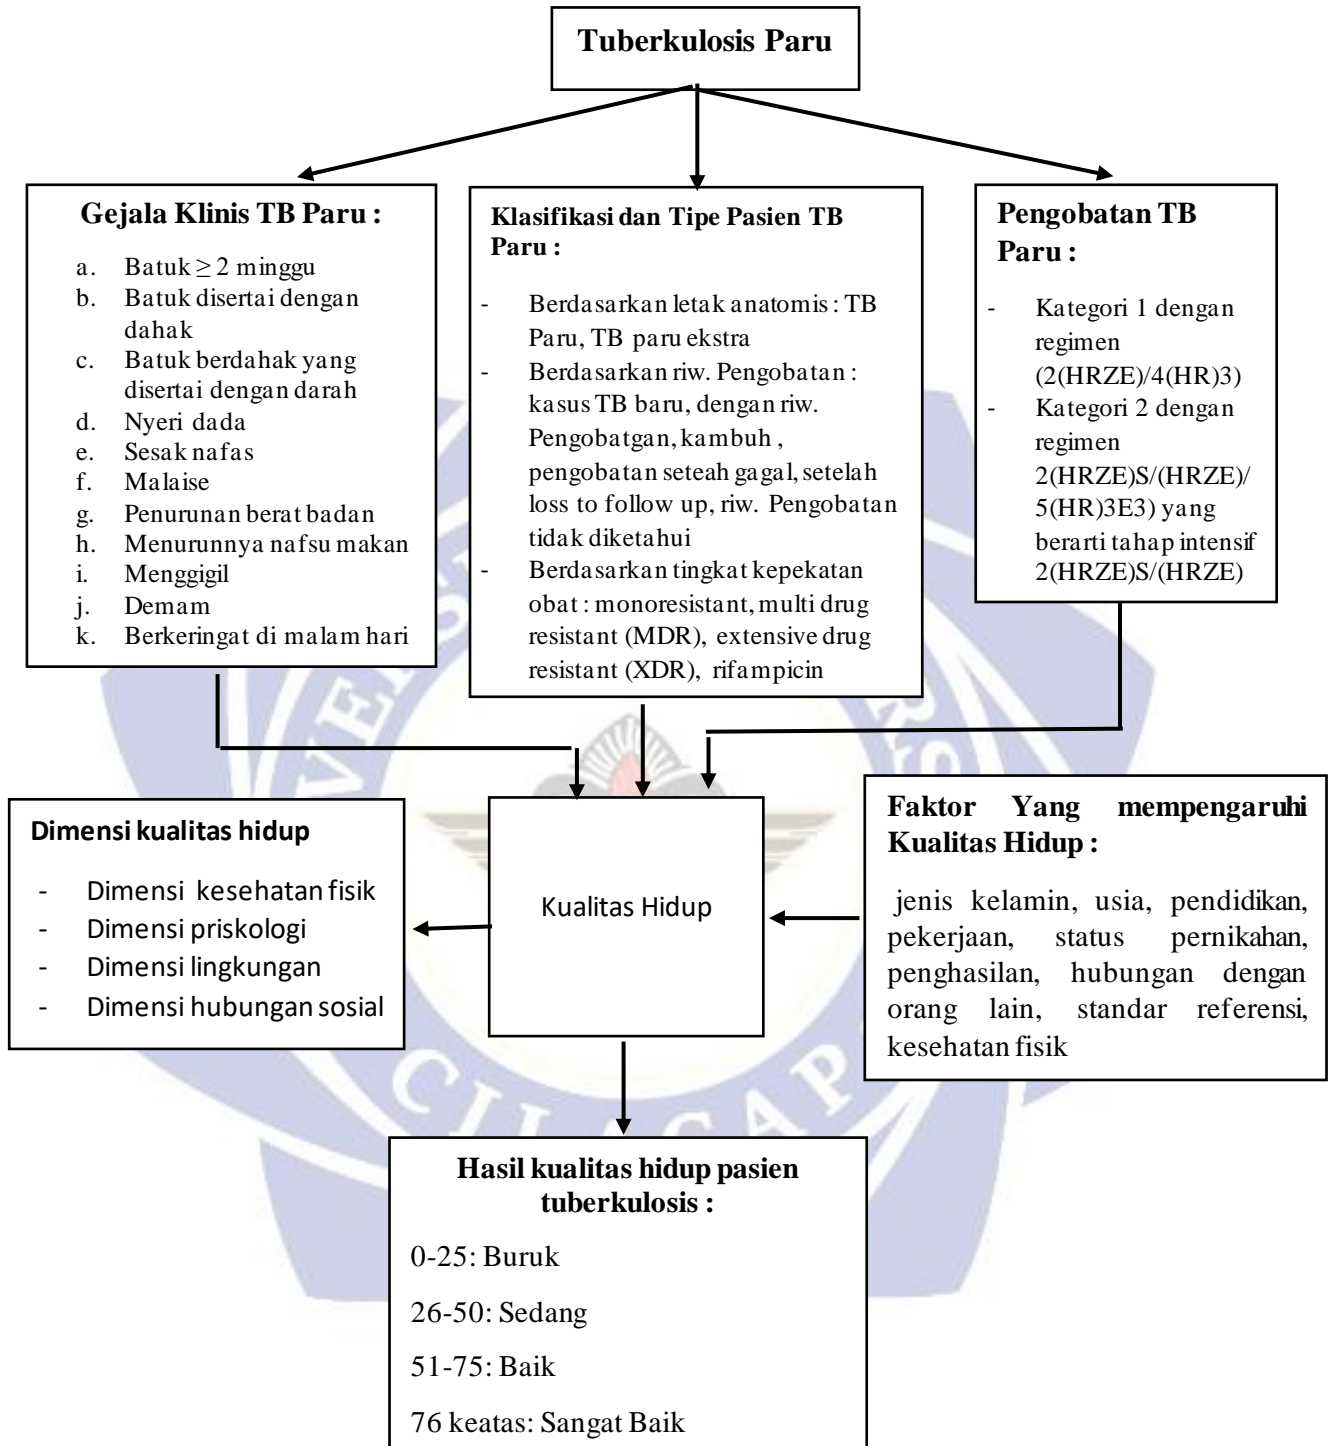 Tuberkulosis Paru
Gejala Klinis TB Paru :
a. Batuk ≥ 2 minggu
b. Batuk disertai dengan
dahak
c. Batuk berdahak yang
disertai dengan darah
d. Nyeri dada
e. Sesak nafas
f. Malaise
g. Penurunan berat badan
h. Menurunnya nafsu makan
i. Menggigil
j. Demam
k. Berkeringat di malam hari
Klasifikasi dan Tipe Pasien TB
Paru :
- Berdasarkan letak anatomis : TB
Paru, TB paru ekstra
- Berdasarkan riw. Pengobatan :
kasus TB baru, dengan riw.
Pengobatgan, kambuh ,
pengobatan seteah gagal, setelah
loss to follow up, riw. Pengobatan
tidak diketahui
- Berdasarkan tingkat kepekatan
obat : monoresistant, multi drug
resistant (MDR), extensive drug
resistant (XDR), rifampicin
Pengobatan TB
Paru :
- Kategori 1 dengan
regimen
(2(HRZE)/4(HR)3)
- Kategori 2 dengan
regimen
2(HRZE)S/(HRZE)/
5(HR)3E3) yang
berarti tahap intensif
2(HRZE)S/(HRZE)
Dimensi kualitas hidup
- Dimensi kesehatan fisik
- Dimensi priskologi
- Dimensi lingkungan
- Dimensi hubungan sosial
Kualitas Hidup
Faktor Yang mempengaruhi
Kualitas Hidup :
jenis kelamin, usia, pendidikan,
pekerjaan, status pernikahan,
penghasilan, hubungan dengan
orang lain, standar referensi,
kesehatan fisik
Hasil kualitas hidup pasien
tuberkulosis :
0-25: Buruk
26-50: Sedang
51-75: Baik
76 keatas: Sangat Baik